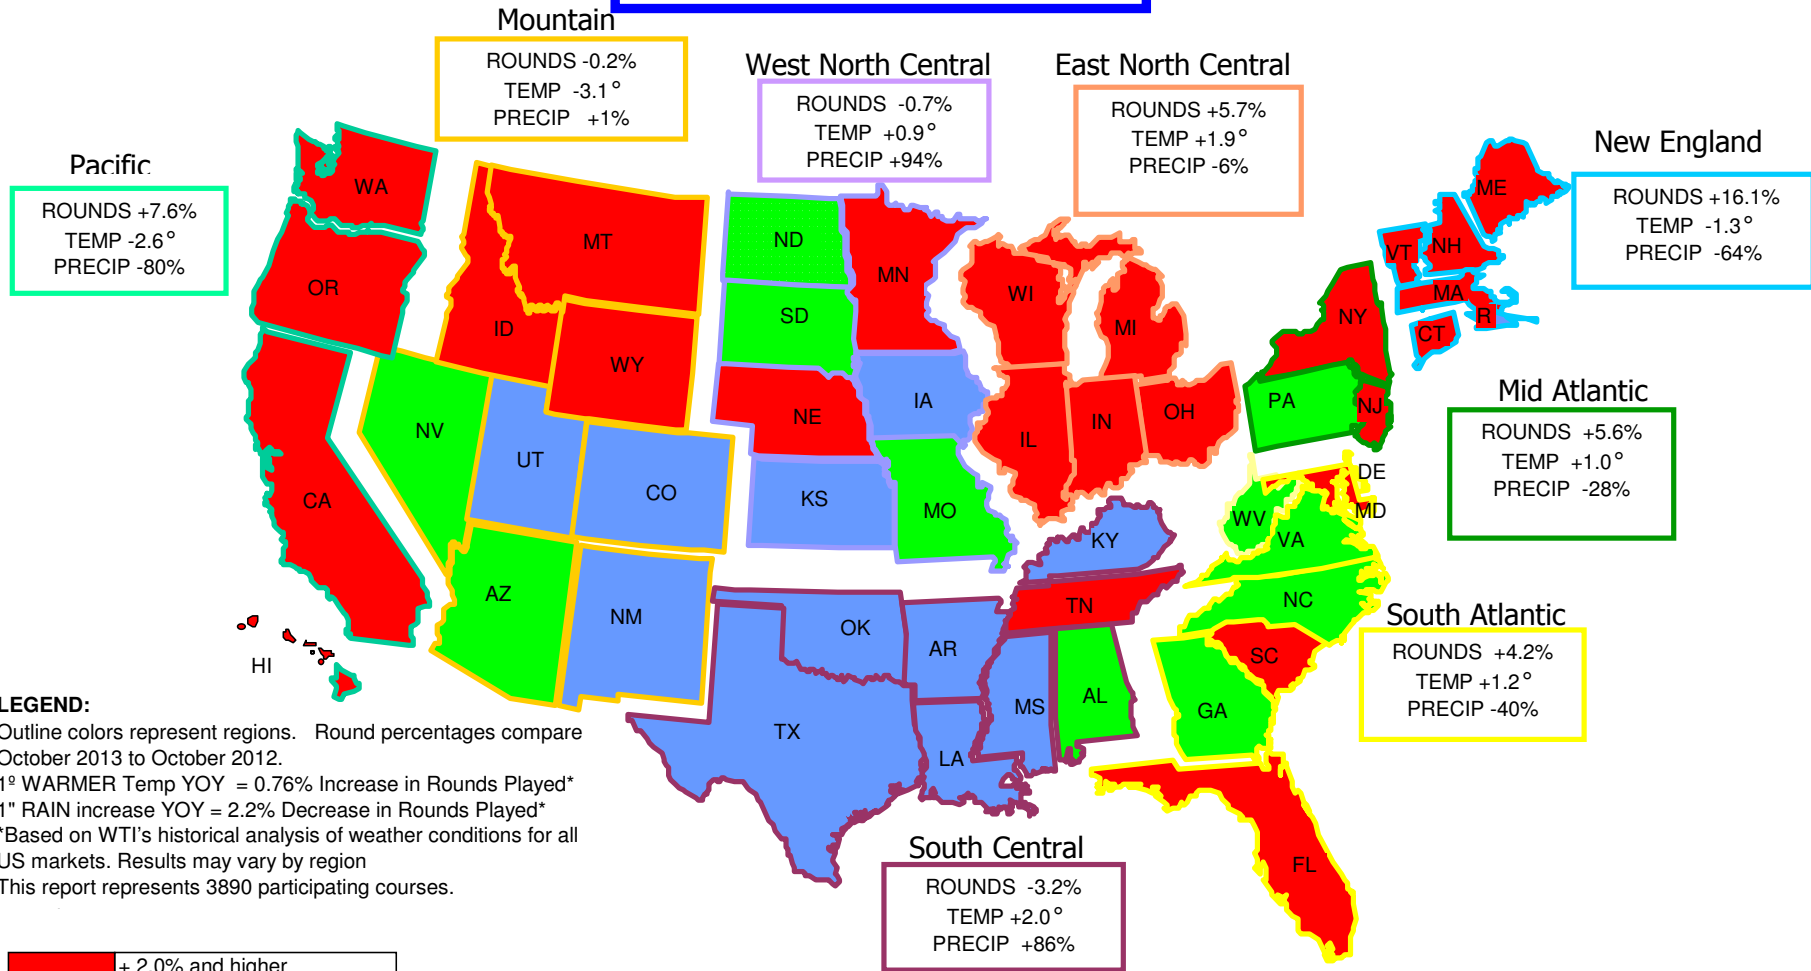 Mountain
ROUNDS -0.2%
TEMP -3.1°
PRECIP +1%
West North Central
ROUNDS -0.7%
TEMP +0.9°
PRECIP +94%
East North Central
ROUNDS +5.7%
TEMP +1.9°
PRECIP -6%
New England
ROUNDS +16.1%
TEMP -1.3°
PRECIP -64%
Pacific
ROUNDS +7.6%
TEMP -2.6°
PRECIP -80%
Mid Atlantic
ROUNDS +5.6%
TEMP +1.0°
PRECIP -28%
South Atlantic
ROUNDS +4.2%
TEMP +1.2°
PRECIP -40%
South Central
ROUNDS -3.2%
TEMP +2.0°
PRECIP +86%
WA
OR
CA
HI
MT
ID
WY
NV
UT
CO
AZ
NM
ND
SD
MN
NE
IA
KS
MO
WI
MI
IL
IN
OH
ME
VT
NH
MA
R
CT
NY
PA
NJ
DE
MD
WV
VA
NC
SC
GA
FL
KY
TN
OK
AR
TX
LA
MS
AL
LEGEND:
Outline colors represent regions. Round percentages compare
October 2013 to October 2012.
1º WARMER Temp YOY = 0.76% Increase in Rounds Played*
1" RAIN increase YOY = 2.2% Decrease in Rounds Played*
*Based on WTI's historical analysis of weather conditions for all
US markets. Results may vary by region
This report represents 3890 participating courses.
+ 2.0% and higher